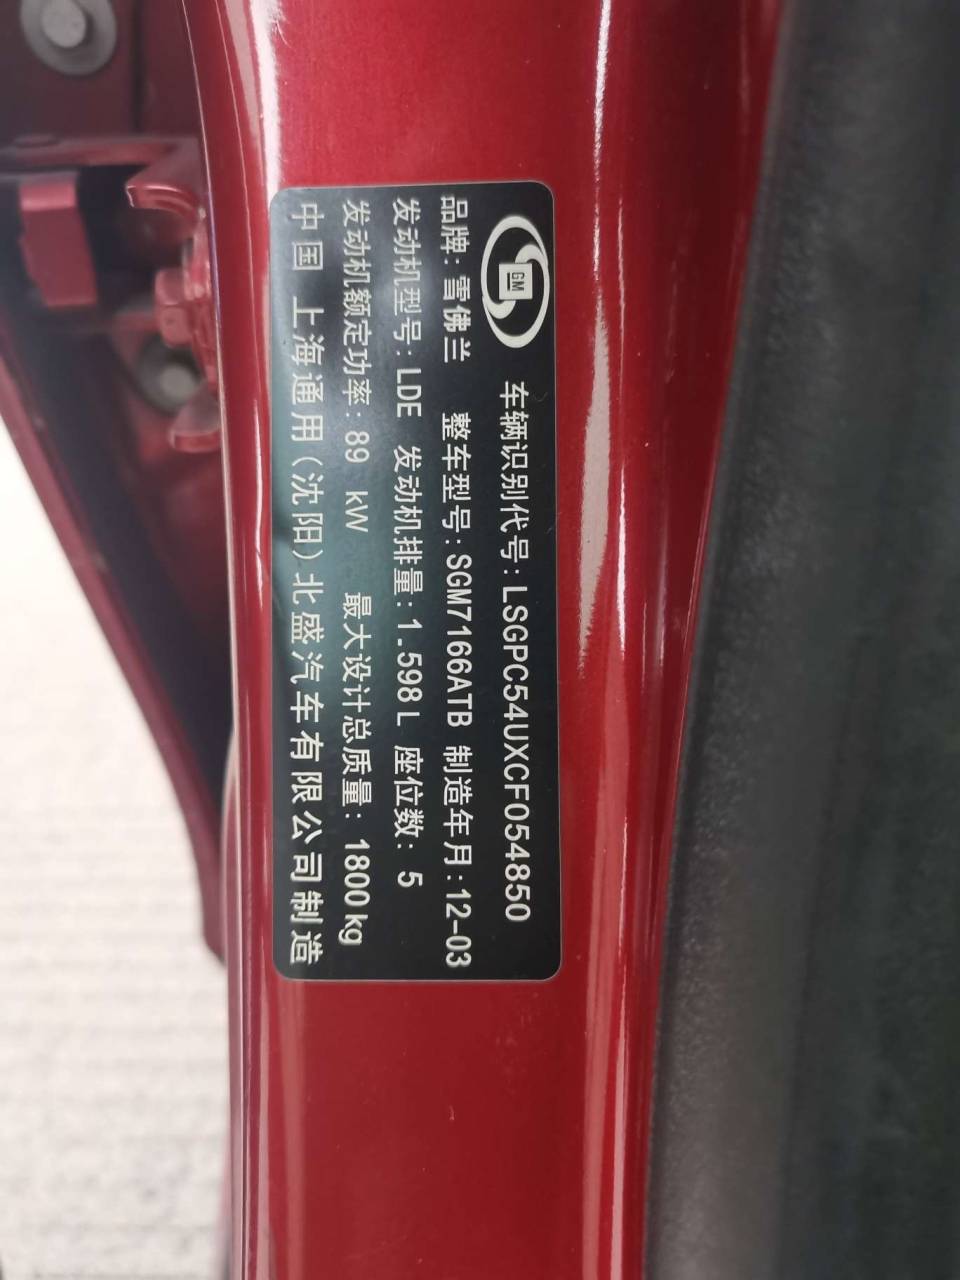 GM
车辆识别代号:LSGPC54UXCF054850
品牌:雪佛兰 整车型号:SGM7166ATB 制造年月:12-03
发动机型号:LDE 发动机排量:1.598L 座位数:5
发动机额定功率:89 kW 最大设计总质量:1800kg
中国 上海通用(沈阳)北盛汽车有限公司制造